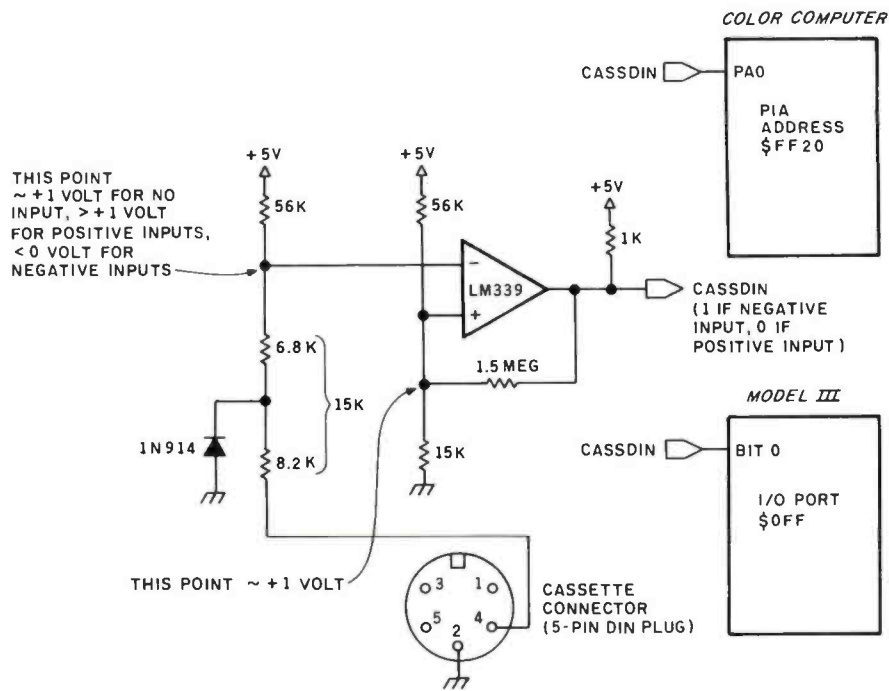 COLOR COMPUTER
CASSDIN
PA0
PIA
ADDRESS
$FF20
+5V
+5V
THIS POINT
~ +1 VOLT FOR NO
INPUT, > +1 VOLT
FOR POSITIVE INPUTS,
<0 VOLT FOR
NEGATIVE INPUTS
56K
56K
+5V
1K
−
LM339
+
CASSDIN
(1 IF NEGATIVE
INPUT, 0 IF
POSITIVE INPUT)
6.8K
15K
1.5 MEG
1N914
8.2K
15K
MODEL III
CASSDIN
BIT 0
I/O PORT
$0FF
THIS POINT ~ +1 VOLT
3
1
5
4
2
CASSETTE
CONNECTOR
(5-PIN DIN PLUG)